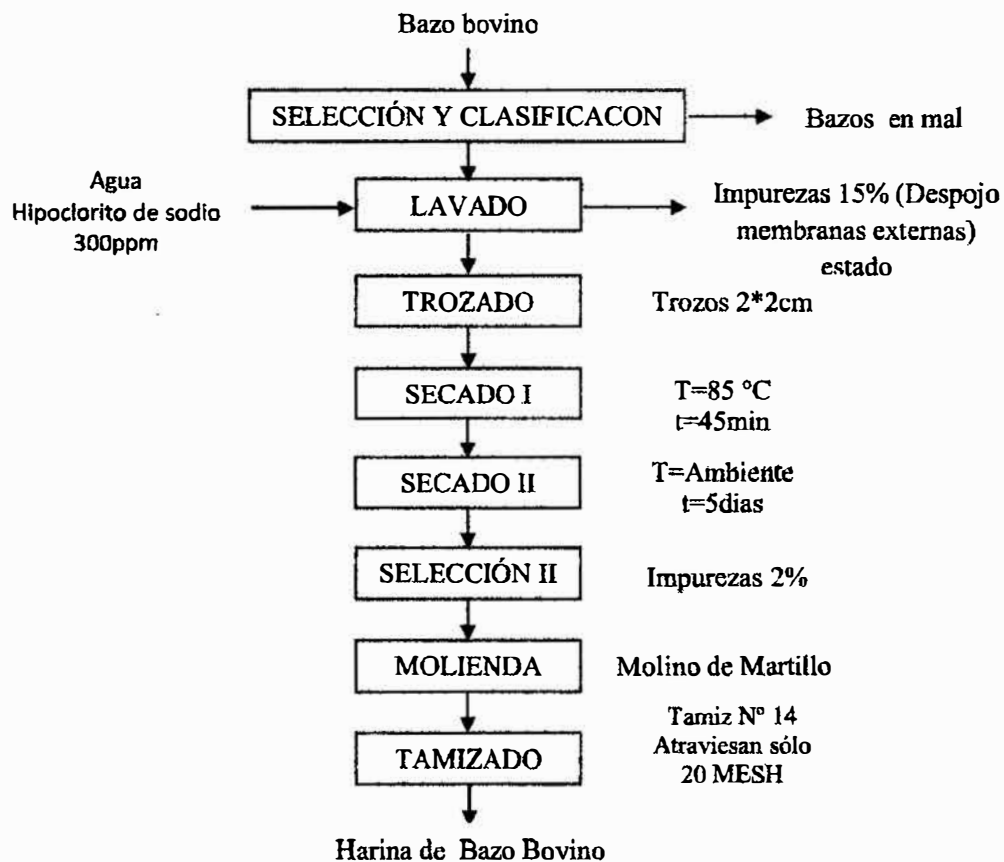 Bazo bovino
SELECCIÓN Y CLASIFICACON
Bazos en mal
Agua
Hipoclorito de sodio
300ppm
LAVADO
Impurezas 15% (Despojo
membranas externas)
estado
TROZADO
Trozos 2*2cm
SECADO I
T=85 °C
t=45min
SECADO II
T=Ambiente
t=5dias
SELECCIÓN II
Impurezas 2%
MOLIENDA
Molino de Martillo
TAMIZADO
Tamiz Nº 14
Atraviesan sólo
20 MESH
Harina de Bazo Bovino